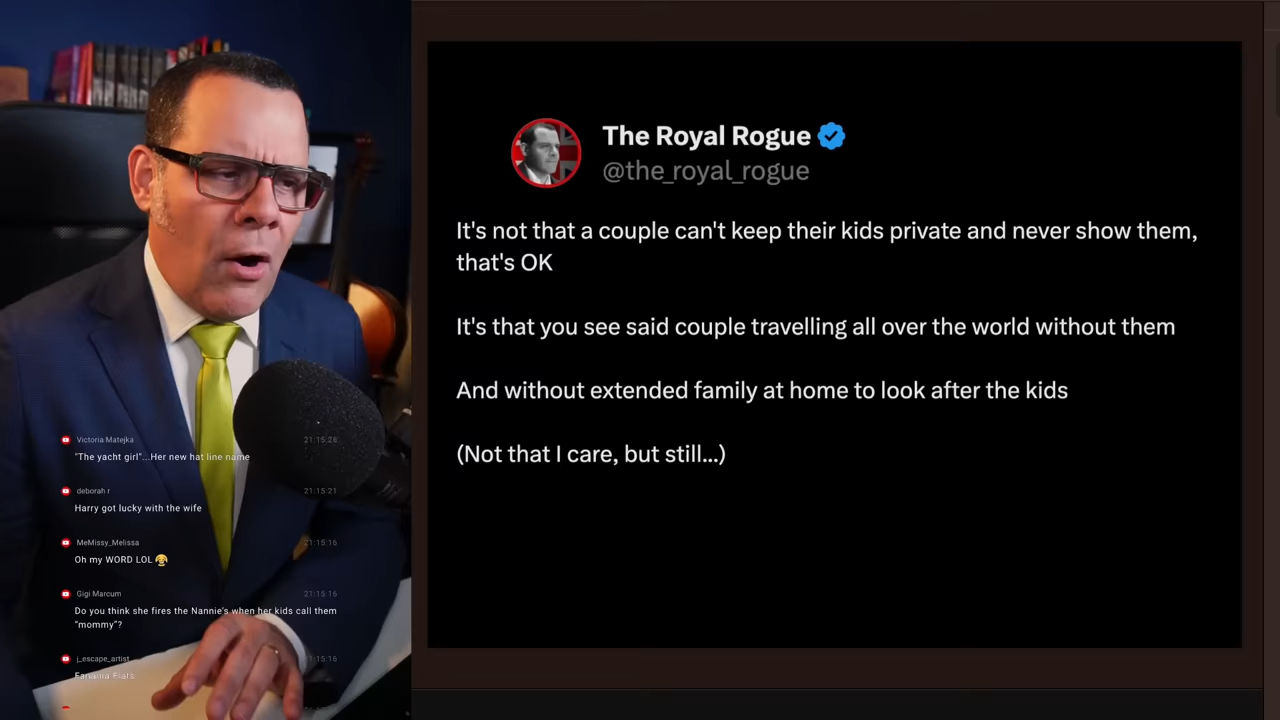 The Royal Rogue
@the_royal_rogue
It's not that a couple can't keep their kids private and never show them,
that's OK
It's that you see said couple travelling all over the world without them
And without extended family at home to look after the kids
(Not that I care, but still...)
Victoria Matejka 21:15:26
"The yacht girl"...Her new hat line name
deborah r 21:15:21
Harry got lucky with the wife
MeMissy_Melissa 21:15:16
Oh my WORD LOL
Gigi Marcum 21:15:16
Do you think she fires the Nannie's when her kids call them
"mommy"?
j_escape_artist 21:15:16
Flats